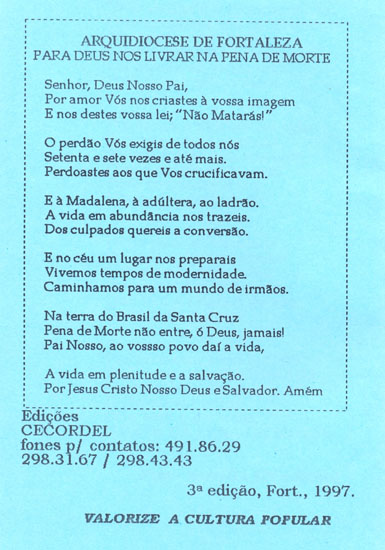 ARQUIDIOCESE DE FORTALEZA
PARA DEUS NOS LIVRAR NA PENA DE MORTE
Senhor, Deus Nosso Pai,
Por amor Vós nos criastes à vossa imagem
E nos destes vossa lei; "Não Matarás!"
O perdão Vós exigis de todos nós
Setenta e sete vezes e até mais.
Perdoastes aos que Vos crucificavam.
E à Madalena, à adúltera, ao ladrão.
A vida em abundância nos trazeis.
Dos culpados quereis a conversão.
E no céu um lugar nos preparais
Vivemos tempos de modernidade.
Caminhamos para um mundo de irmãos.
Na terra do Brasil da Santa Cruz
Pena de Morte não entre, ó Deus, jamais!
Pai Nosso, ao vossso povo daí a vida,
A vida em plenitude e a salvação.
Por Jesus Cristo Nosso Deus e Salvador. Amém
Edições
CECORDEL
fones p/ contatos: 491.86.29
298.31.67 / 298.43.43
3ª edição, Fort., 1997.
VALORIZE A CULTURA POPULAR